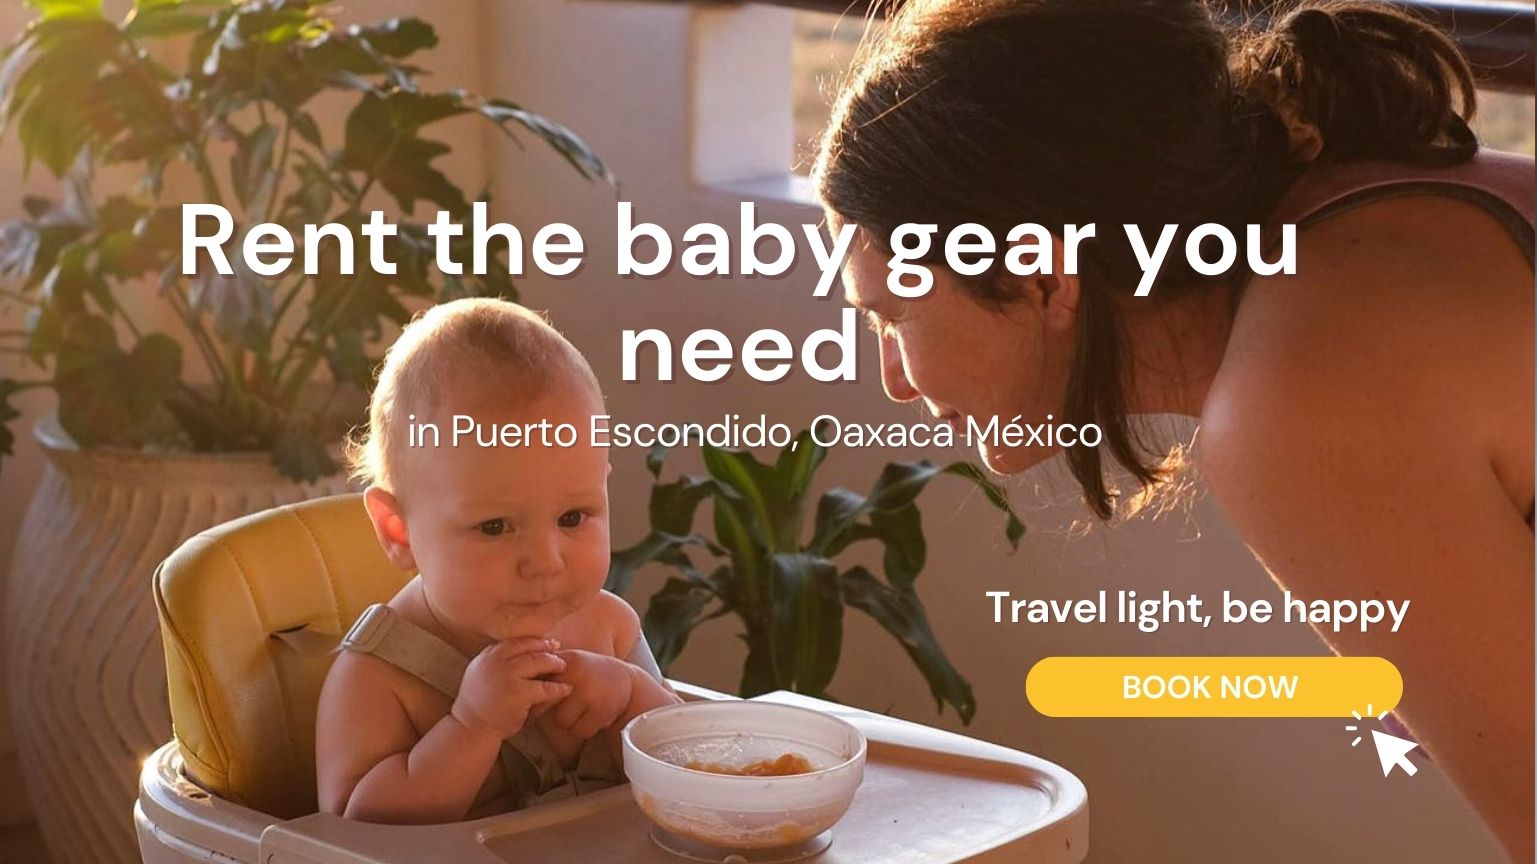 Rent the baby gear you
need
in Puerto Escondido, Oaxaca México
Travel light, be happy
BOOK NOW